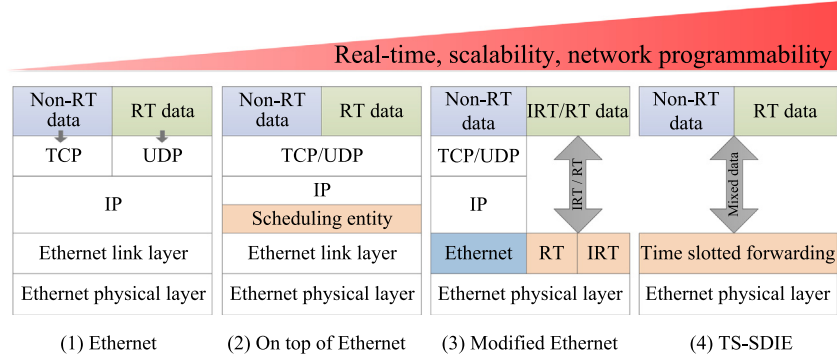 Real-time, scalability, network programmability
Non-RT
data
RT data
TCP
UDP
IP
Ethernet link layer
Ethernet physical layer
(1) Ethernet
Non-RT
data
RT data
TCP/UDP
IP
Scheduling entity
Ethernet link layer
Ethernet physical layer
(2) On top of Ethernet
Non-RT
data
IRT/RT data
TCP/UDP
IP
IRT / RT
Ethernet
RT
IRT
Ethernet physical layer
(3) Modified Ethernet
Non-RT
data
RT data
Mixed data
Time slotted forwarding
Ethernet physical layer
(4) TS-SDIE